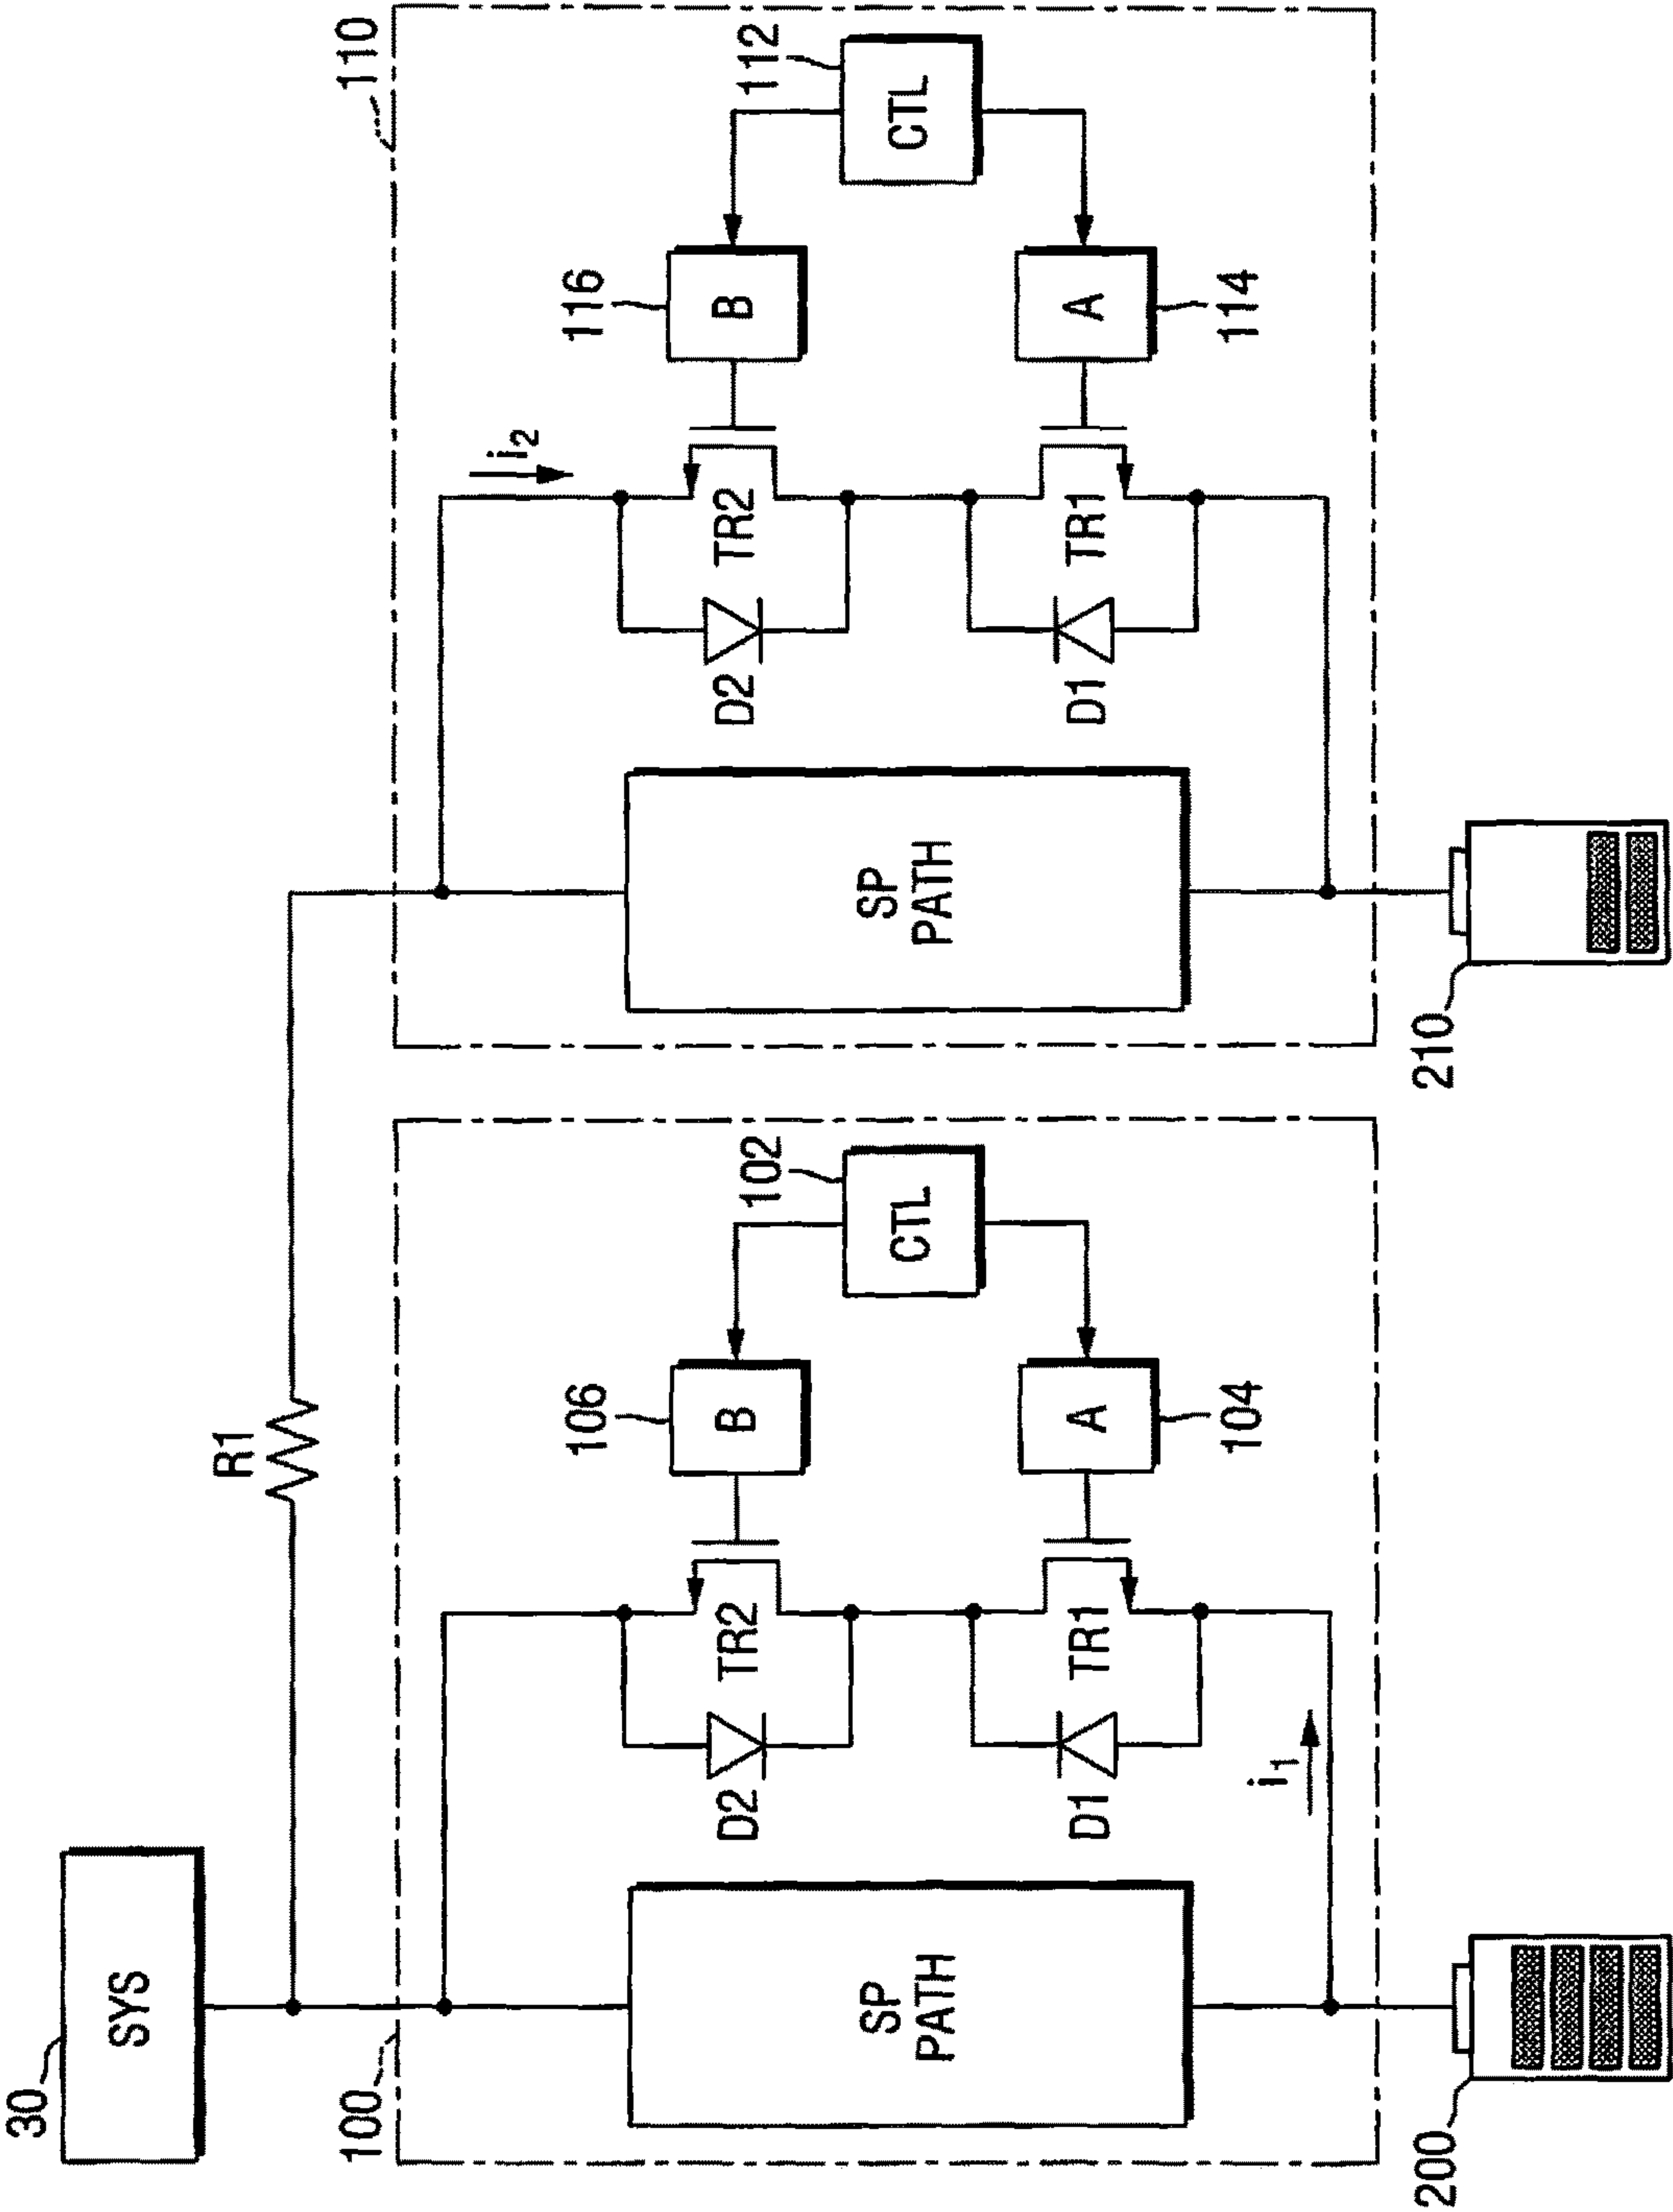 30
SYS
R1
100
SP
PATH
i1
D2
TR2
D1
TR1
106
B
A
104
102
CTL
200
110
SP
PATH
i2
D2
TR2
D1
TR1
116
B
A
114
112
CTL
210